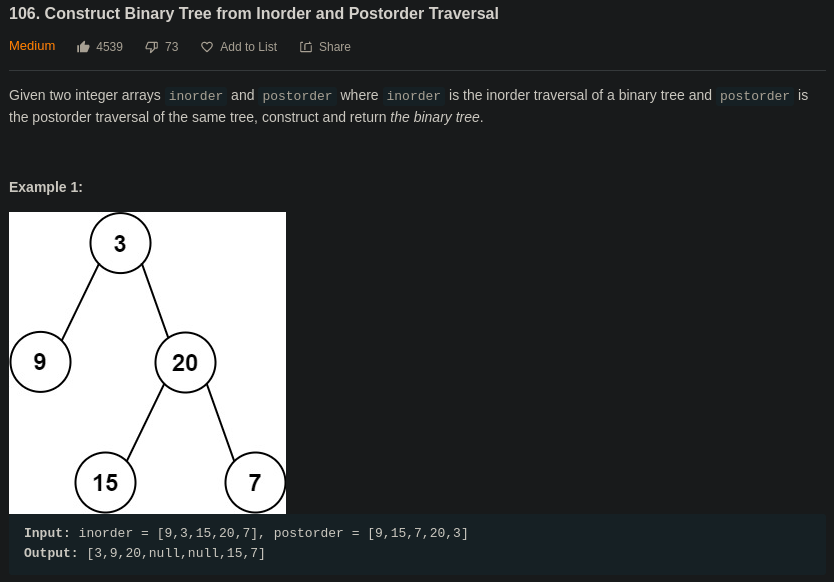 106. Construct Binary Tree from Inorder and Postorder Traversal
Medium 4539 73 Add to List Share
Given two integer arrays inorder and postorder where inorder is the inorder traversal of a binary tree and postorder is
the postorder traversal of the same tree, construct and return the binary tree.
Example 1:
3
9 20
15 7
Input: inorder = [9,3,15,20,7], postorder = [9,15,7,20,3]
Output: [3,9,20,null,null,15,7]